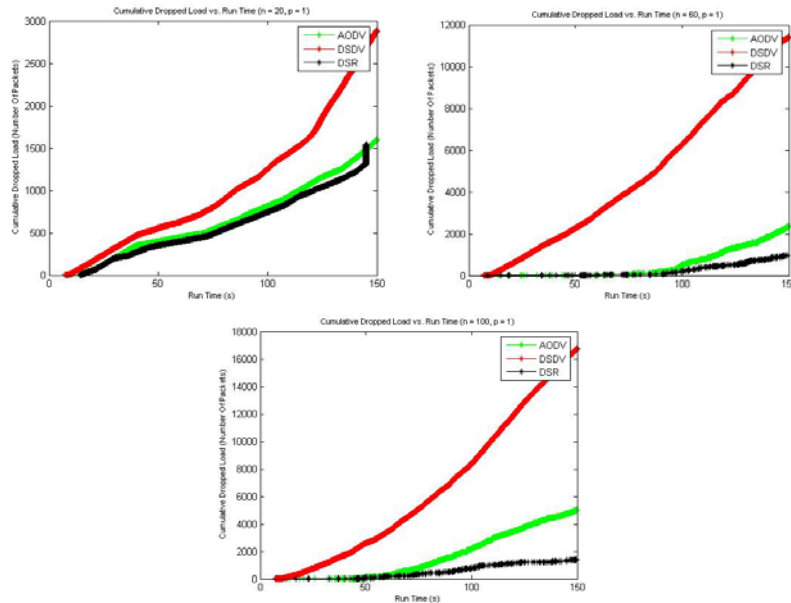 Cumulative Dropped Load vs. Run Time (n = 20, p = 1)
Cumulative Dropped Load (Number Of Packets)
3000
2500
2000
1500
1000
500
0
AODV
DSDV
DSR
0
50
100
150
Run Time (s)
Cumulative Dropped Load vs. Run Time (n = 60, p = 1)
Cumulative Dropped Load (Number Of Packets)
12000
10000
8000
6000
4000
2000
0
AODV
DSDV
DSR
0
50
100
150
Run Time (s)
Cumulative Dropped Load vs. Run Time (n = 100, p = 1)
Cumulative Dropped Load (Number Of Packets)
18000
16000
14000
12000
10000
8000
6000
4000
2000
0
AODV
DSDV
DSR
0
50
100
150
Run Time (s)